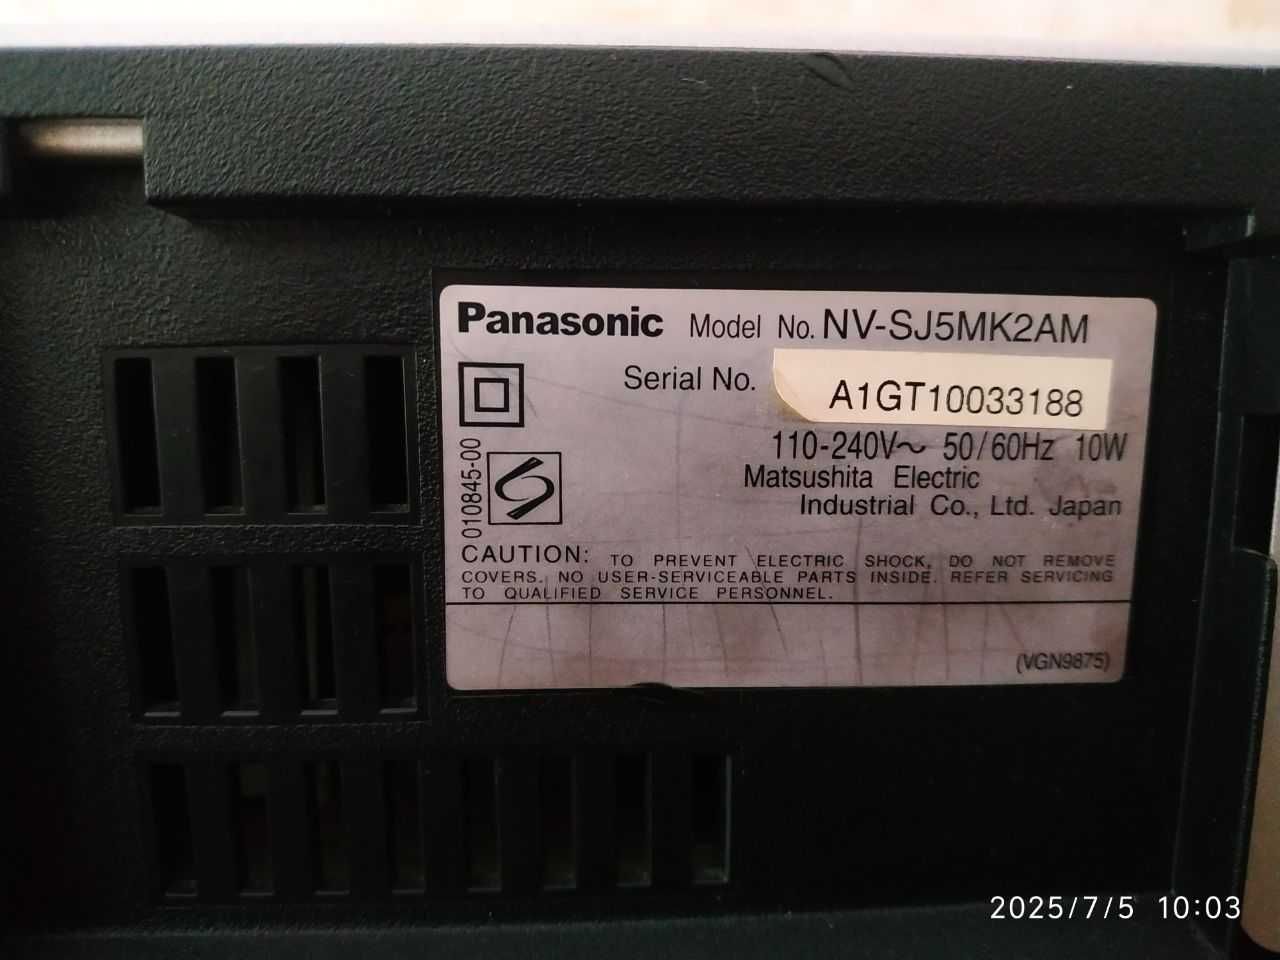 Panasonic Model No. NV-SJ5MK2AM
Serial No. A1GT10033188
110-240V~ 50/60Hz 10W
Matsushita Electric
Industrial Co., Ltd. Japan
010845-00
CAUTION: TO PREVENT ELECTRIC SHOCK, DO NOT REMOVE
COVERS. NO USER-SERVICEABLE PARTS INSIDE. REFER SERVICING
TO QUALIFIED SERVICE PERSONNEL.
(VGN9875)
2025/7/5 10:03